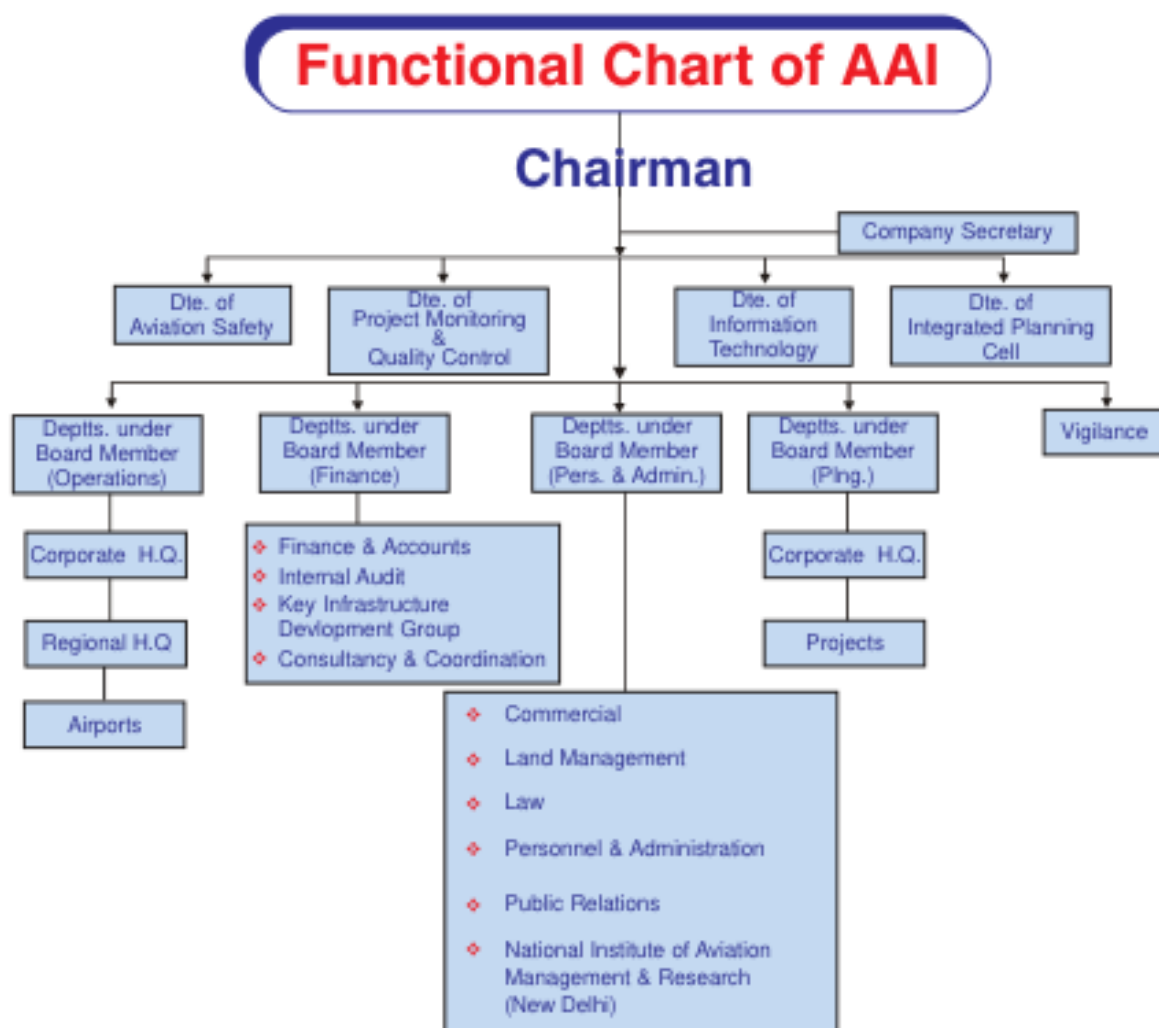 Functional Chart of AAI
Chairman
Company Secretary
Dte. of
Aviation Safety
Dte. of
Project Monitoring
&
Quality Control
Dte. of
Information
Technology
Dte. of
Integrated Planning
Cell
Deptts. under
Board Member
(Operations)
Deptts. under
Board Member
(Finance)
Deptts. under
Board Member
(Pers. & Admin.)
Deptts. under
Board Member
(Plng.)
Vigilance
Corporate H.Q.
Regional H.Q
Airports
Finance & Accounts
Internal Audit
Key Infrastructure
Devlopment Group
Consultancy & Coordination
Corporate H.Q.
Projects
Commercial
Land Management
Law
Personnel & Administration
Public Relations
National Institute of Aviation
Management & Research
(New Delhi)